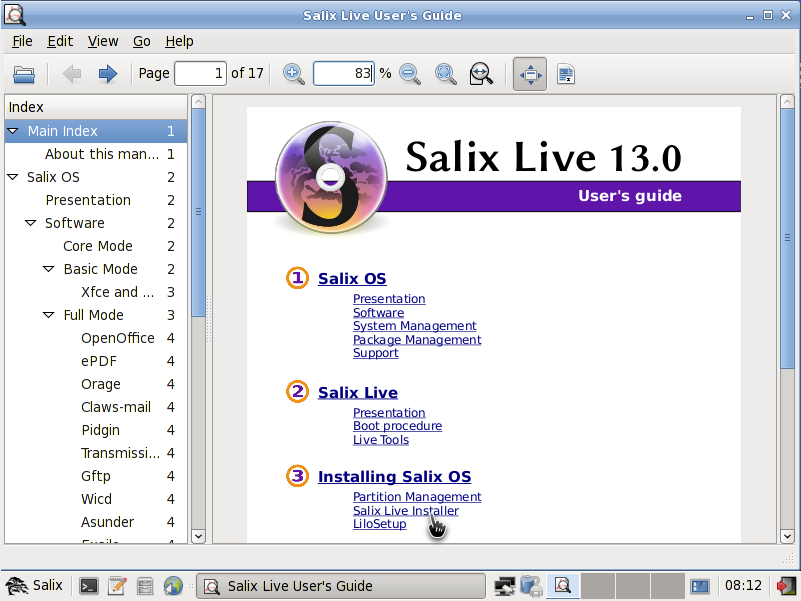 Salix Live User's Guide
File Edit View Go Help
Page 1 of 17 83 %
Index
Main Index 1
About this man... 1
Salix OS 2
Presentation 2
Software 2
Core Mode 2
Basic Mode 2
Xfce and ... 3
Full Mode 3
OpenOffice 4
ePDF 4
Orage 4
Claws-mail 4
Pidgin 4
Transmissi... 4
Gftp 4
Wicd 4
Asunder 4
S
Salix Live 13.0
User's guide
1 Salix OS
Presentation
Software
System Management
Package Management
Support
2 Salix Live
Presentation
Boot procedure
Live Tools
3 Installing Salix OS
Partition Management
Salix Live Installer
LiloSetup
Salix Salix Live User's Guide 08:12